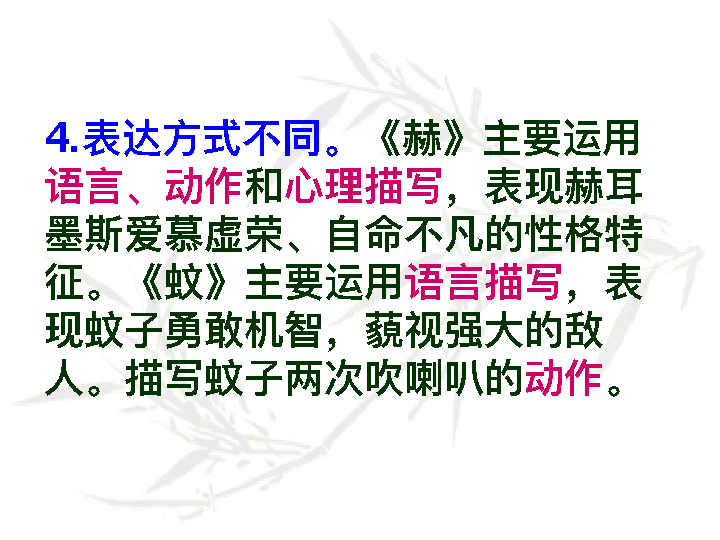 4.表达方式不同。《赫》主要运用
语言、动作和心理描写，表现赫耳
墨斯爱慕虚荣、自命不凡的性格特
征。《蚊》主要运用语言描写，表
现蚊子勇敢机智，藐视强大的敌
人。描写蚊子两次吹喇叭的动作。